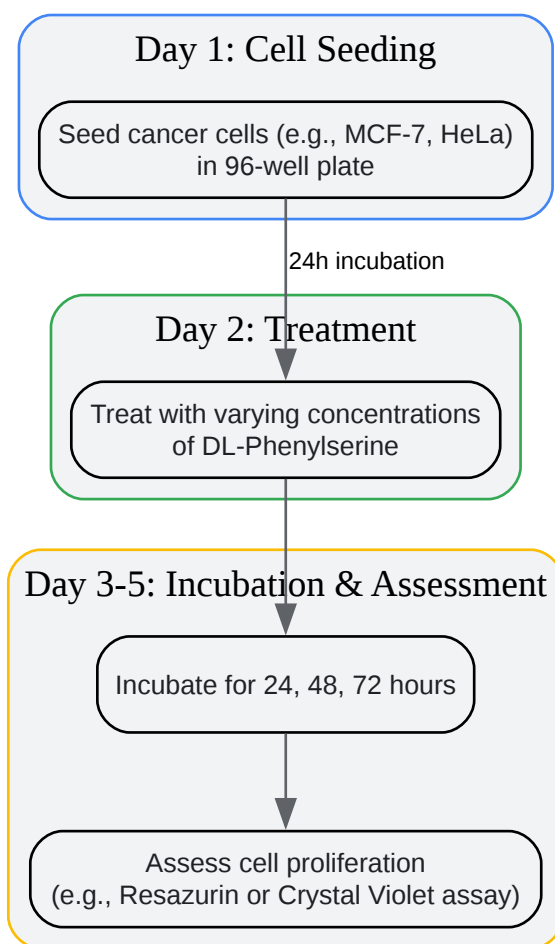 Day 1: Cell Seeding
Seed cancer cells (e.g., MCF-7, HeLa)
in 96-well plate
24h incubation
Day 2: Treatment
Treat with varying concentrations
of DL-Phenylserine
Day 3-5: Incubation & Assessment
Incubate for 24, 48, 72 hours
Assess cell proliferation
(e.g., Resazurin or Crystal Violet assay)